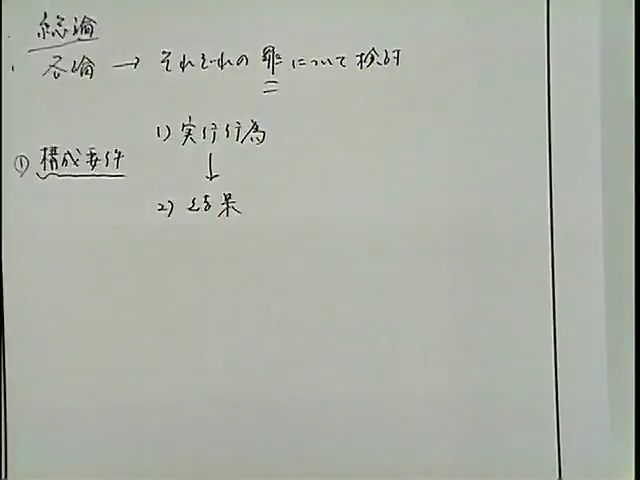 総論
各論 → それぞれの罪について検討
① 構成要件
1) 実行行為
↓
2) 結果